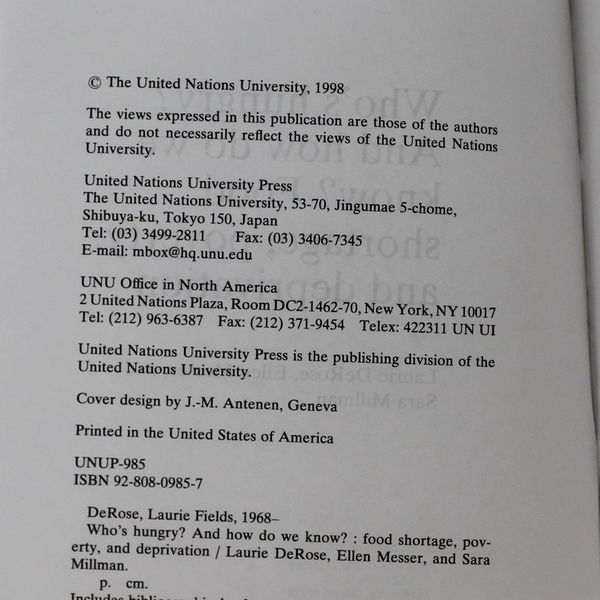 © The United Nations University, 1998
The views expressed in this publication are those of the authors
and do not necessarily reflect the views of the United Nations
University.
United Nations University Press
The United Nations University, 53-70, Jingumae 5-chome,
Shibuya-ku, Tokyo 150, Japan
Tel: (03) 3499-2811 Fax: (03) 3406-7345
E-mail: mbox@hq.unu.edu
UNU Office in North America
2 United Nations Plaza, Room DC2-1462-70, New York, NY 10017
Tel: (212) 963-6387 Fax: (212) 371-9454 Telex: 422311 UN UI
United Nations University Press is the publishing division of the
United Nations University.
Cover design by J.-M. Antenen, Geneva
Printed in the United States of America
UNUP-985
ISBN 92-808-0985-7
DeRose, Laurie Fields, 1968–
Who's hungry? And how do we know? : food shortage, pov-
erty, and deprivation / Laurie DeRose, Ellen Messer, and Sara
Millman.
p. cm.
Includes